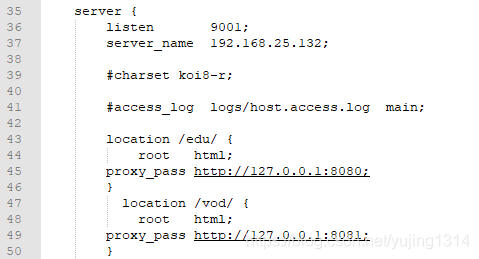 35 server {
36 listen 9001;
37 server_name 192.168.25.132;
38
39 #charset koi8-r;
40
41 #access_log logs/host.access.log main;
42
43 location /edu/ {
44 root html;
45 proxy_pass http://127.0.0.1:8080;
46 }
47 location /vod/ {
48 root html;
49 proxy_pass http://127.0.0.1:8081;
https://blog.csdn.net/yujing1314
50 }